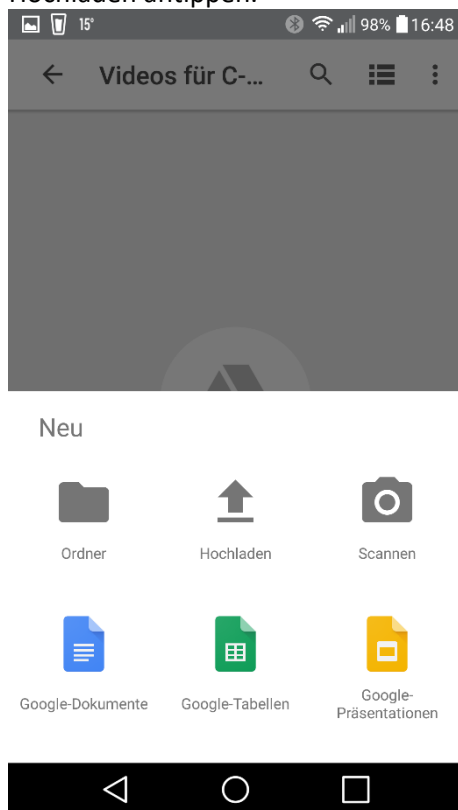 Hochladen antippen.
15° 98% 16:48
Videos für C-...
Neu
Ordner Hochladen Scannen
Google-Dokumente Google-Tabellen Google-
Präsentationen